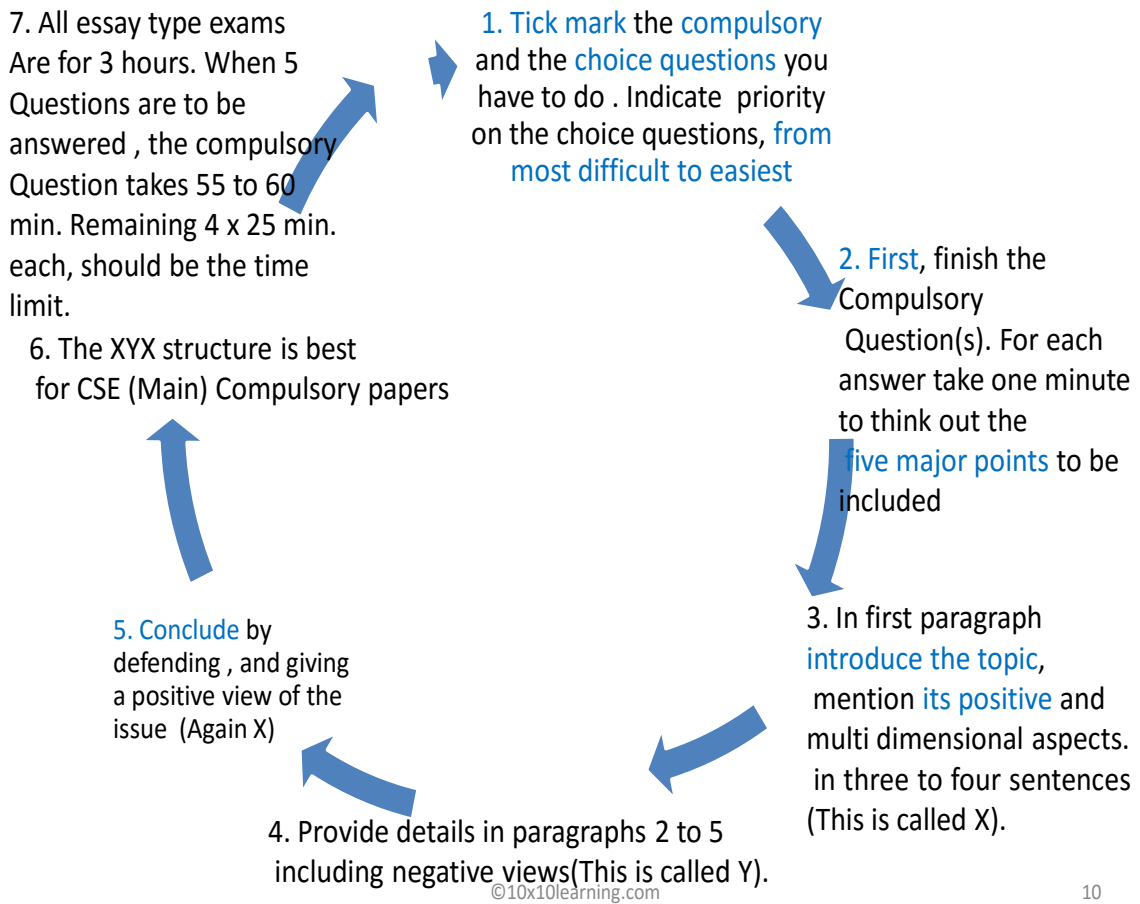 1. Tick mark the compulsory
and the choice questions you
have to do . Indicate priority
on the choice questions, from
most difficult to easiest
2. First, finish the
Compulsory
Question(s). For each
answer take one minute
to think out the
five major points to be
included
3. In first paragraph
introduce the topic,
mention its positive and
multi dimensional aspects.
in three to four sentences
(This is called X).
4. Provide details in paragraphs 2 to 5
including negative views(This is called Y).
5. Conclude by
defending , and giving
a positive view of the
issue (Again X)
6. The XYX structure is best
for CSE (Main) Compulsory papers
7. All essay type exams
Are for 3 hours. When 5
Questions are to be
answered , the compulsory
Question takes 55 to 60
min. Remaining 4 x 25 min.
each, should be the time
limit.
©10x10learning.com
10